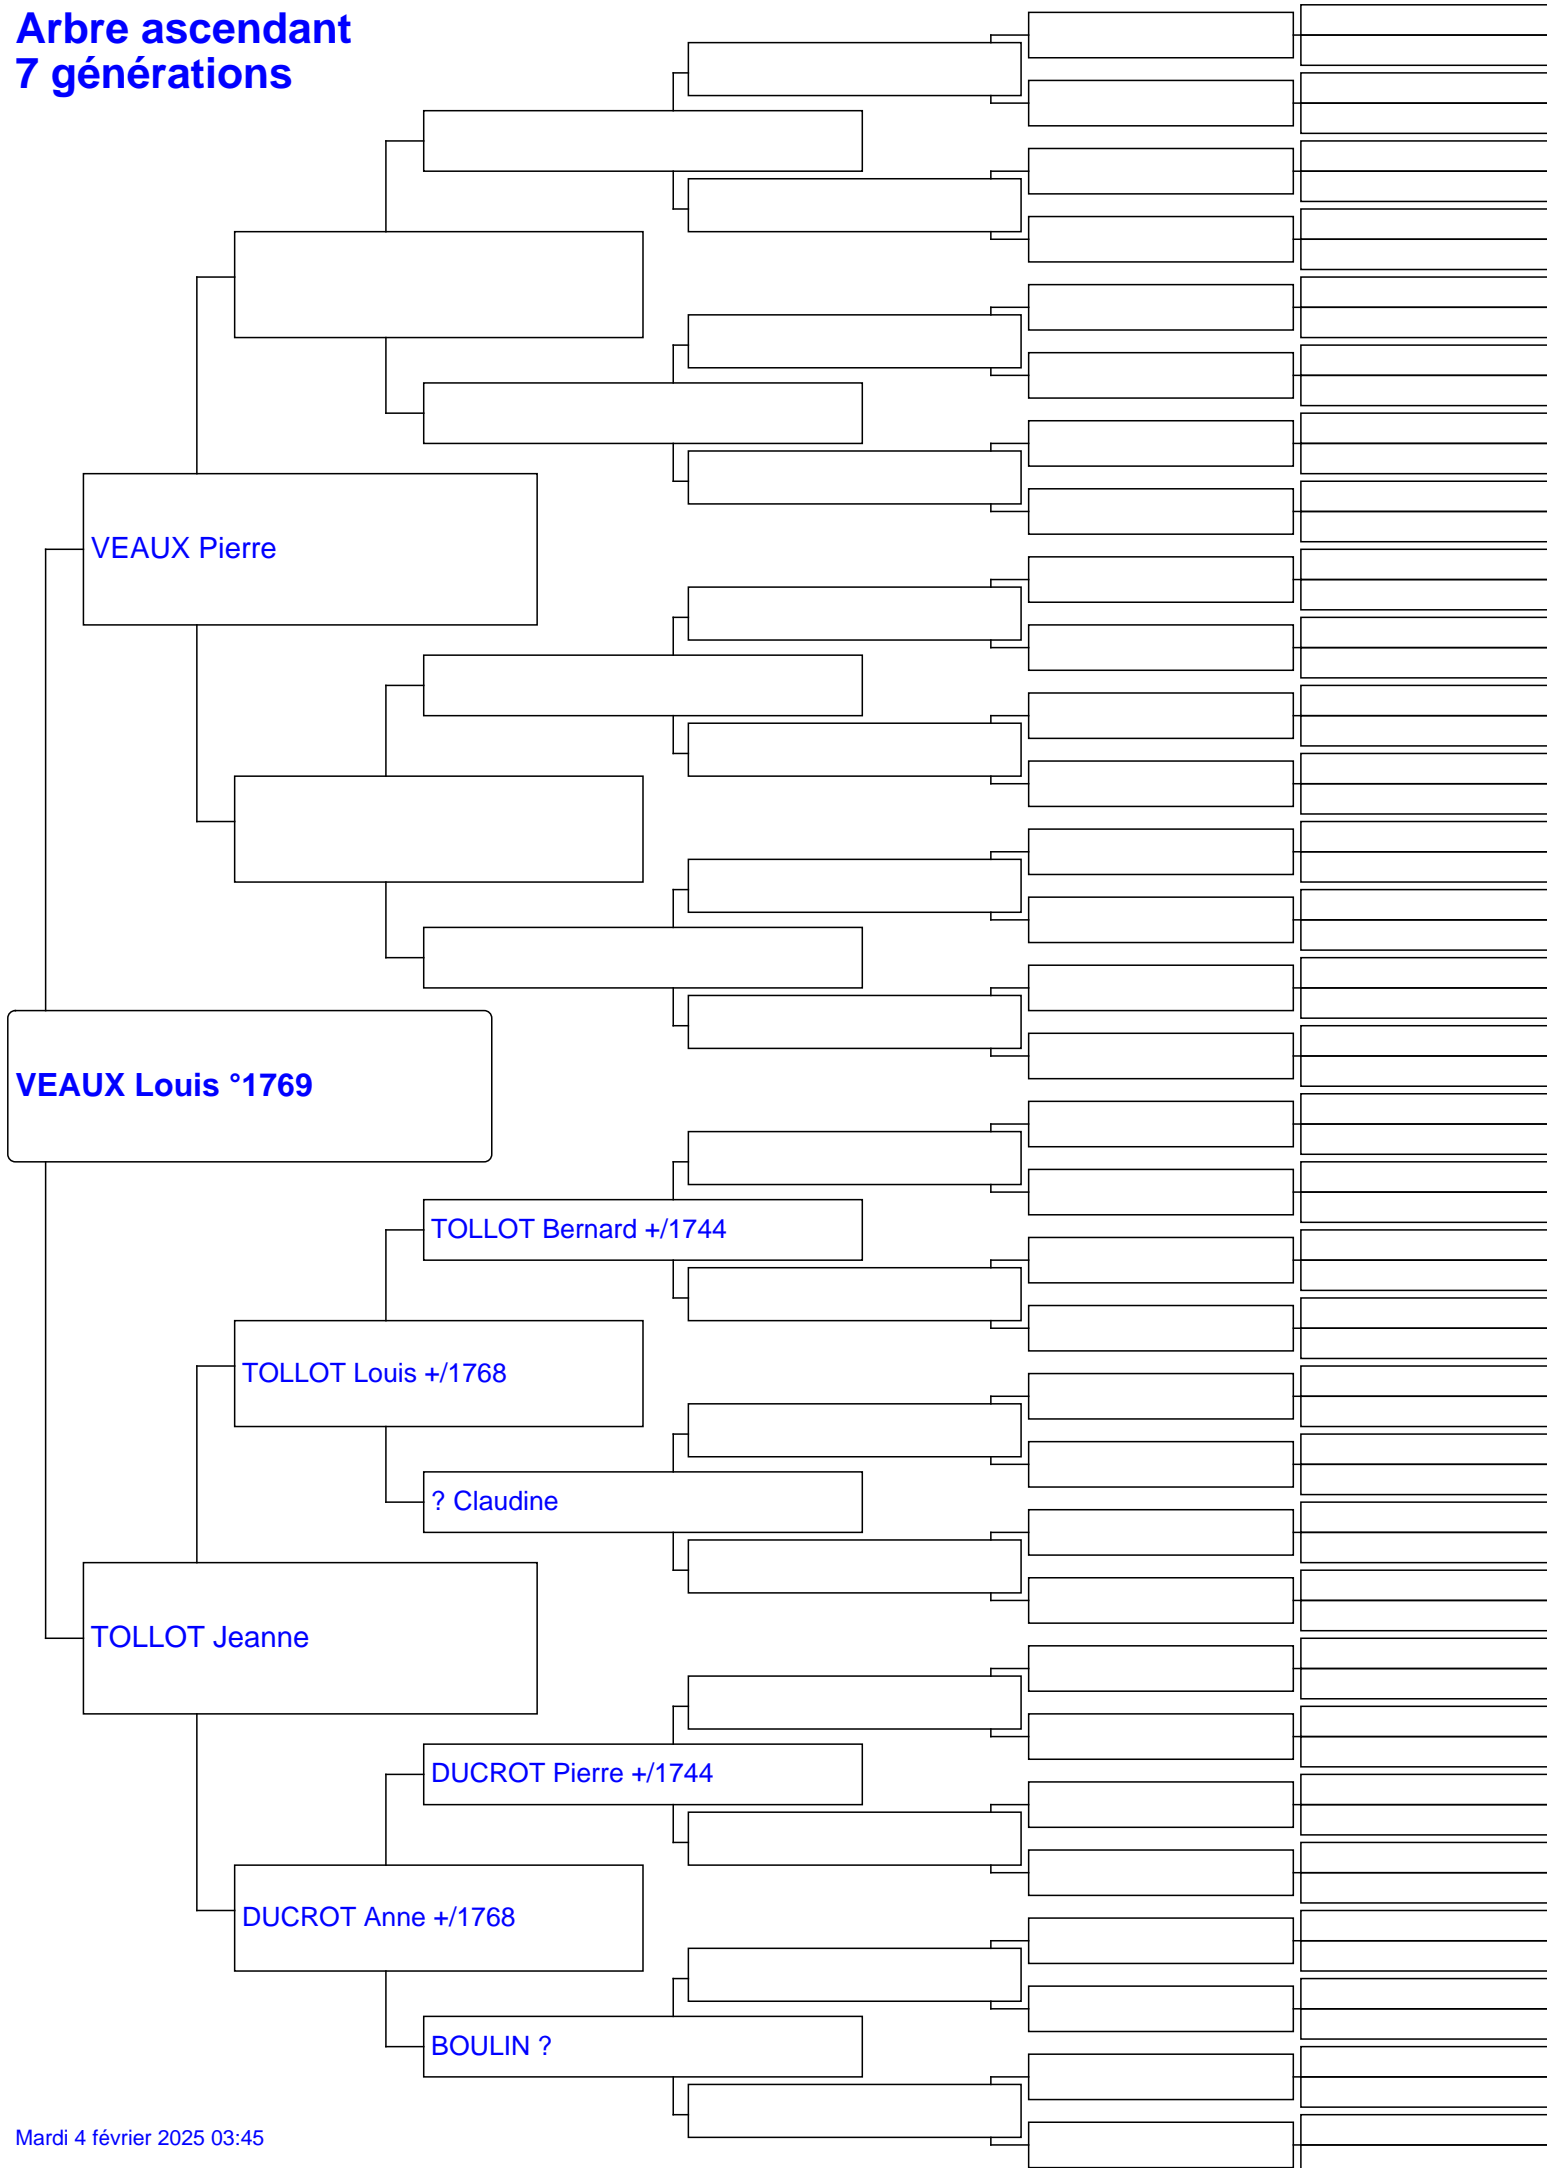 Arbre ascendant
7 générations
VEAUX Pierre
VEAUX Louis °1769
TOLLOT Bernard +/1744
TOLLOT Louis +/1768
? Claudine
TOLLOT Jeanne
DUCROT Pierre +/1744
DUCROT Anne +/1768
BOULIN ?
Mardi 4 février 2025 03:45